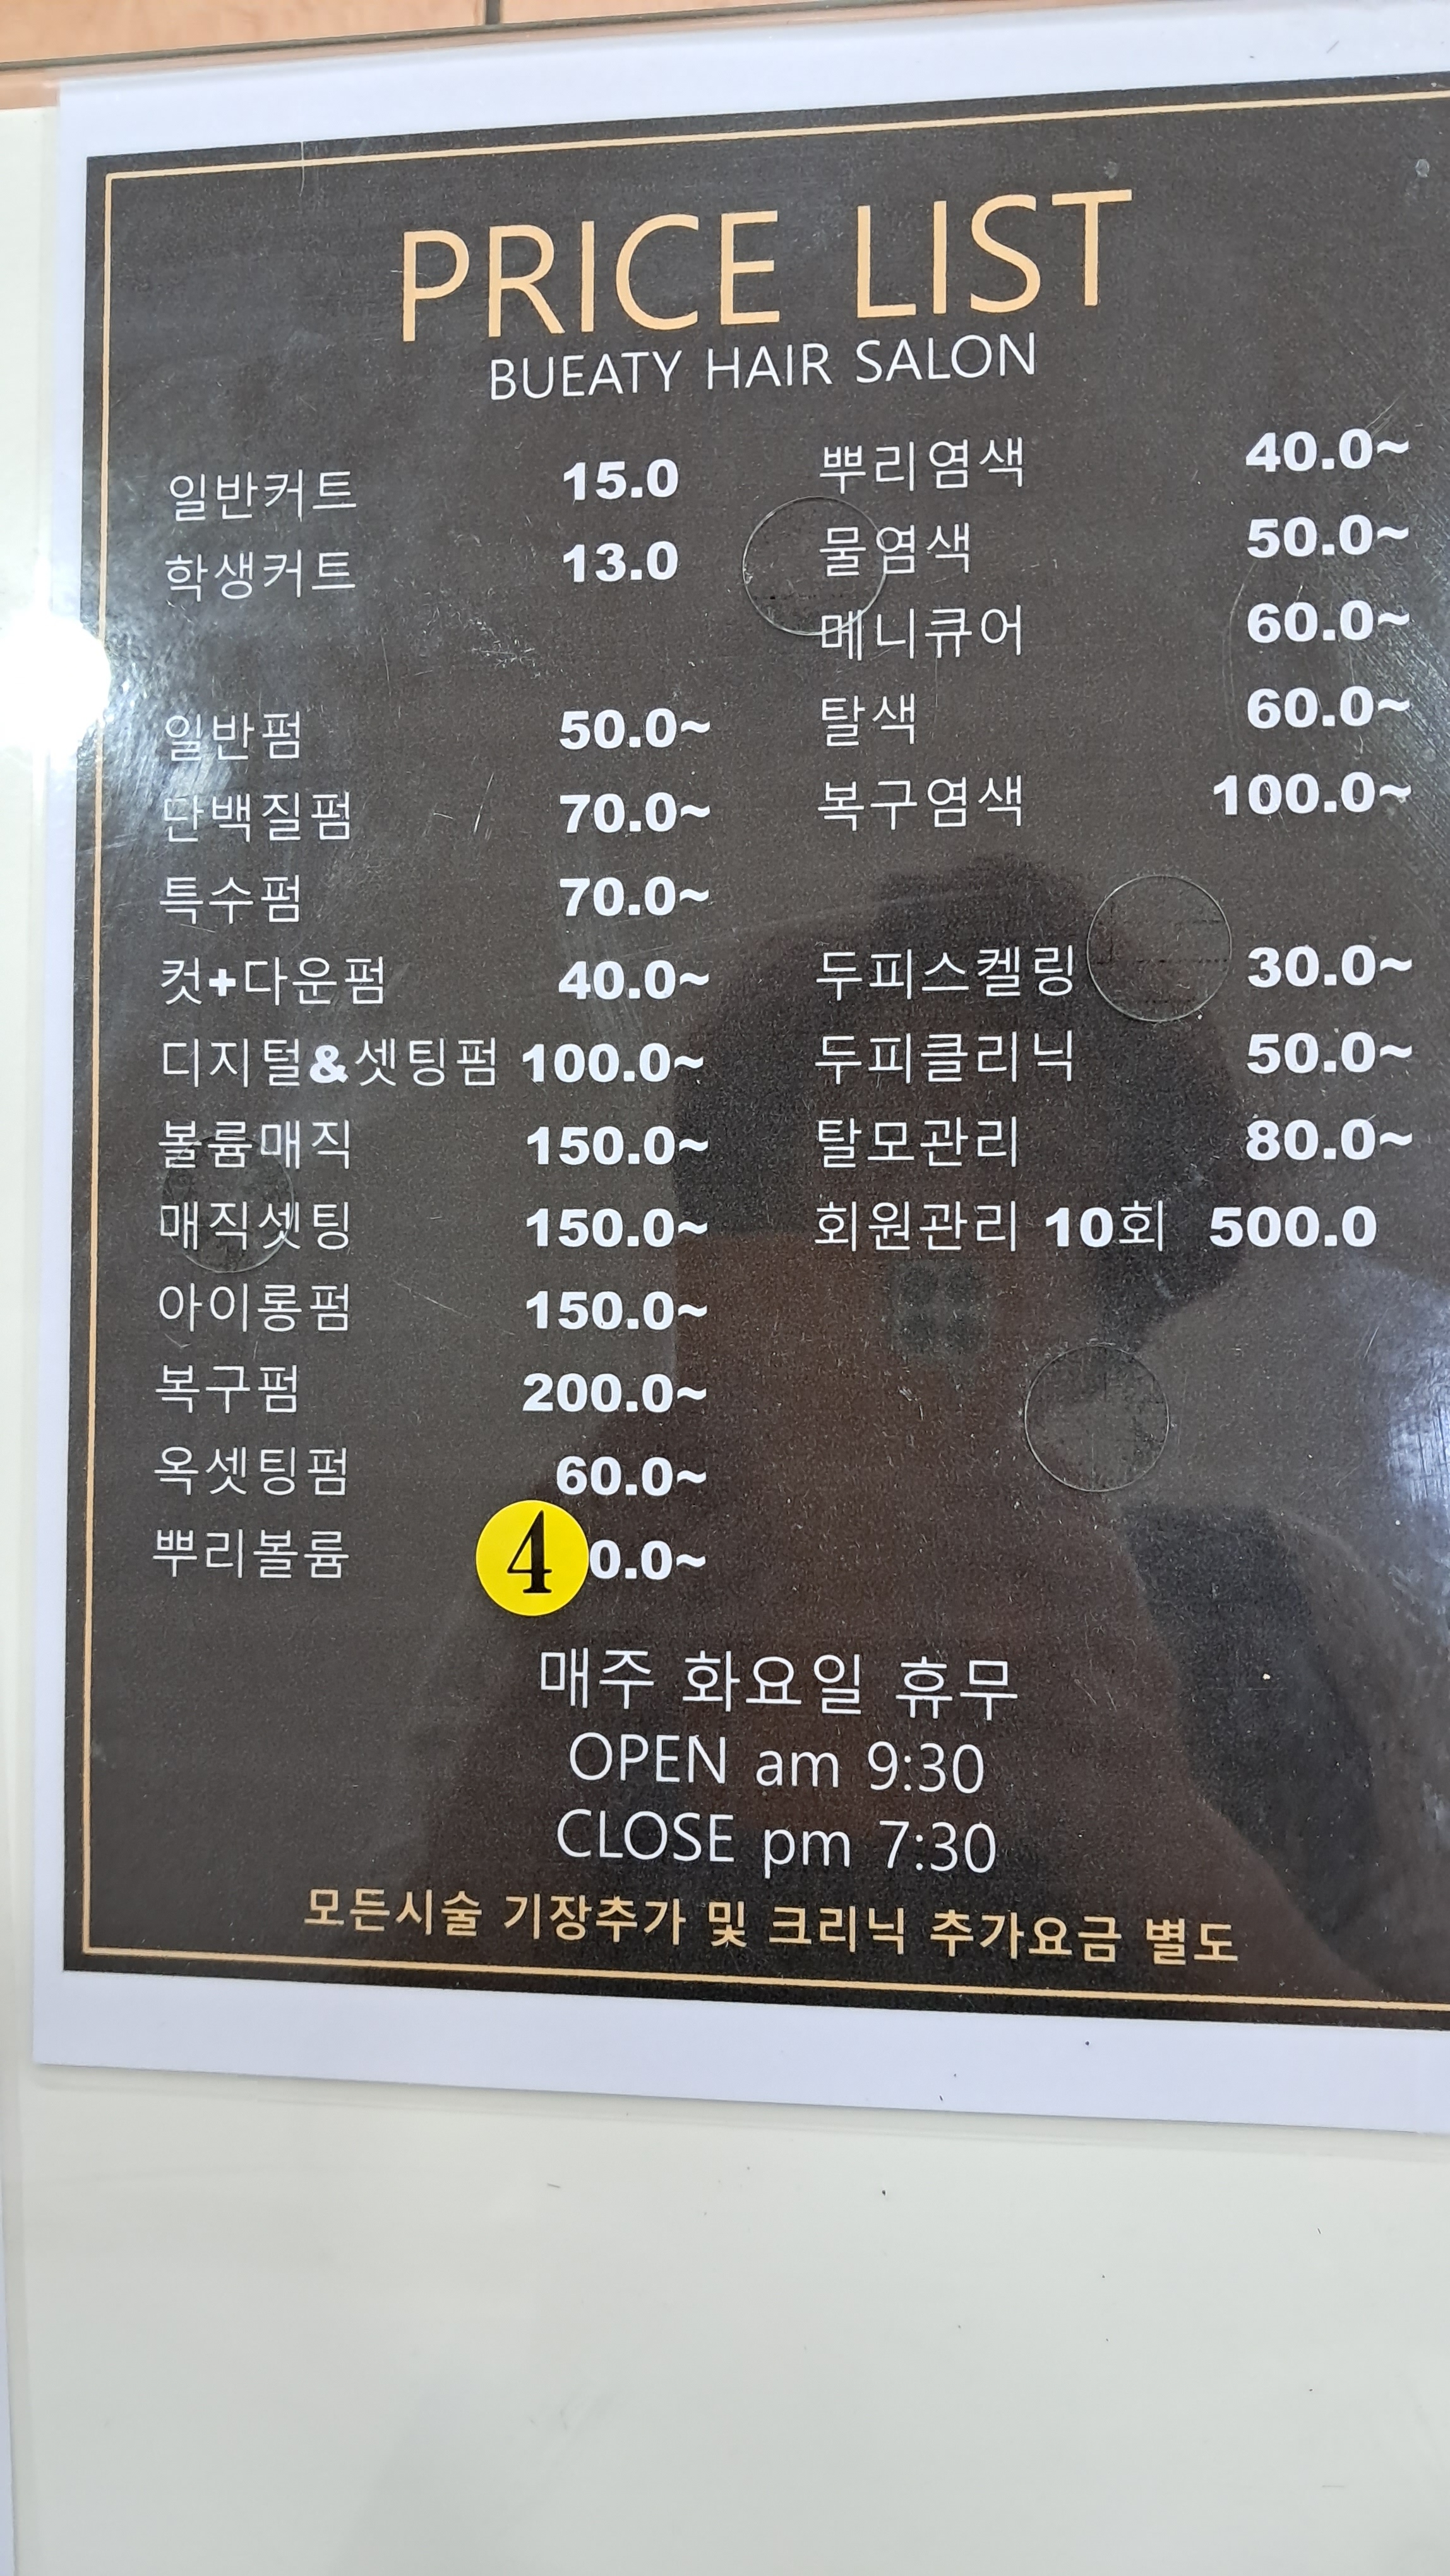 PRICE LIST
BUEATY HAIR SALON
일반커트 15.0
학생커트 13.0
일반펌 50.0~
단백질펌 70.0~
특수펌 70.0~
컷+다운펌 40.0~
디지털&셋팅펌 100.0~
볼륨매직 150.0~
매직셋팅 150.0~
아이롱펌 150.0~
복구펌 200.0~
옥셋팅펌 60.0~
뿌리볼륨 40.0~
뿌리염색 40.0~
물염색 50.0~
메니큐어 60.0~
탈색 60.0~
복구염색 100.0~
두피스켈링 30.0~
두피클리닉 50.0~
탈모관리 80.0~
회원관리 10회 500.0
매주 화요일 휴무
OPEN am 9:30
CLOSE pm 7:30
모든시술 기장추가 및 크리닉 추가요금 별도